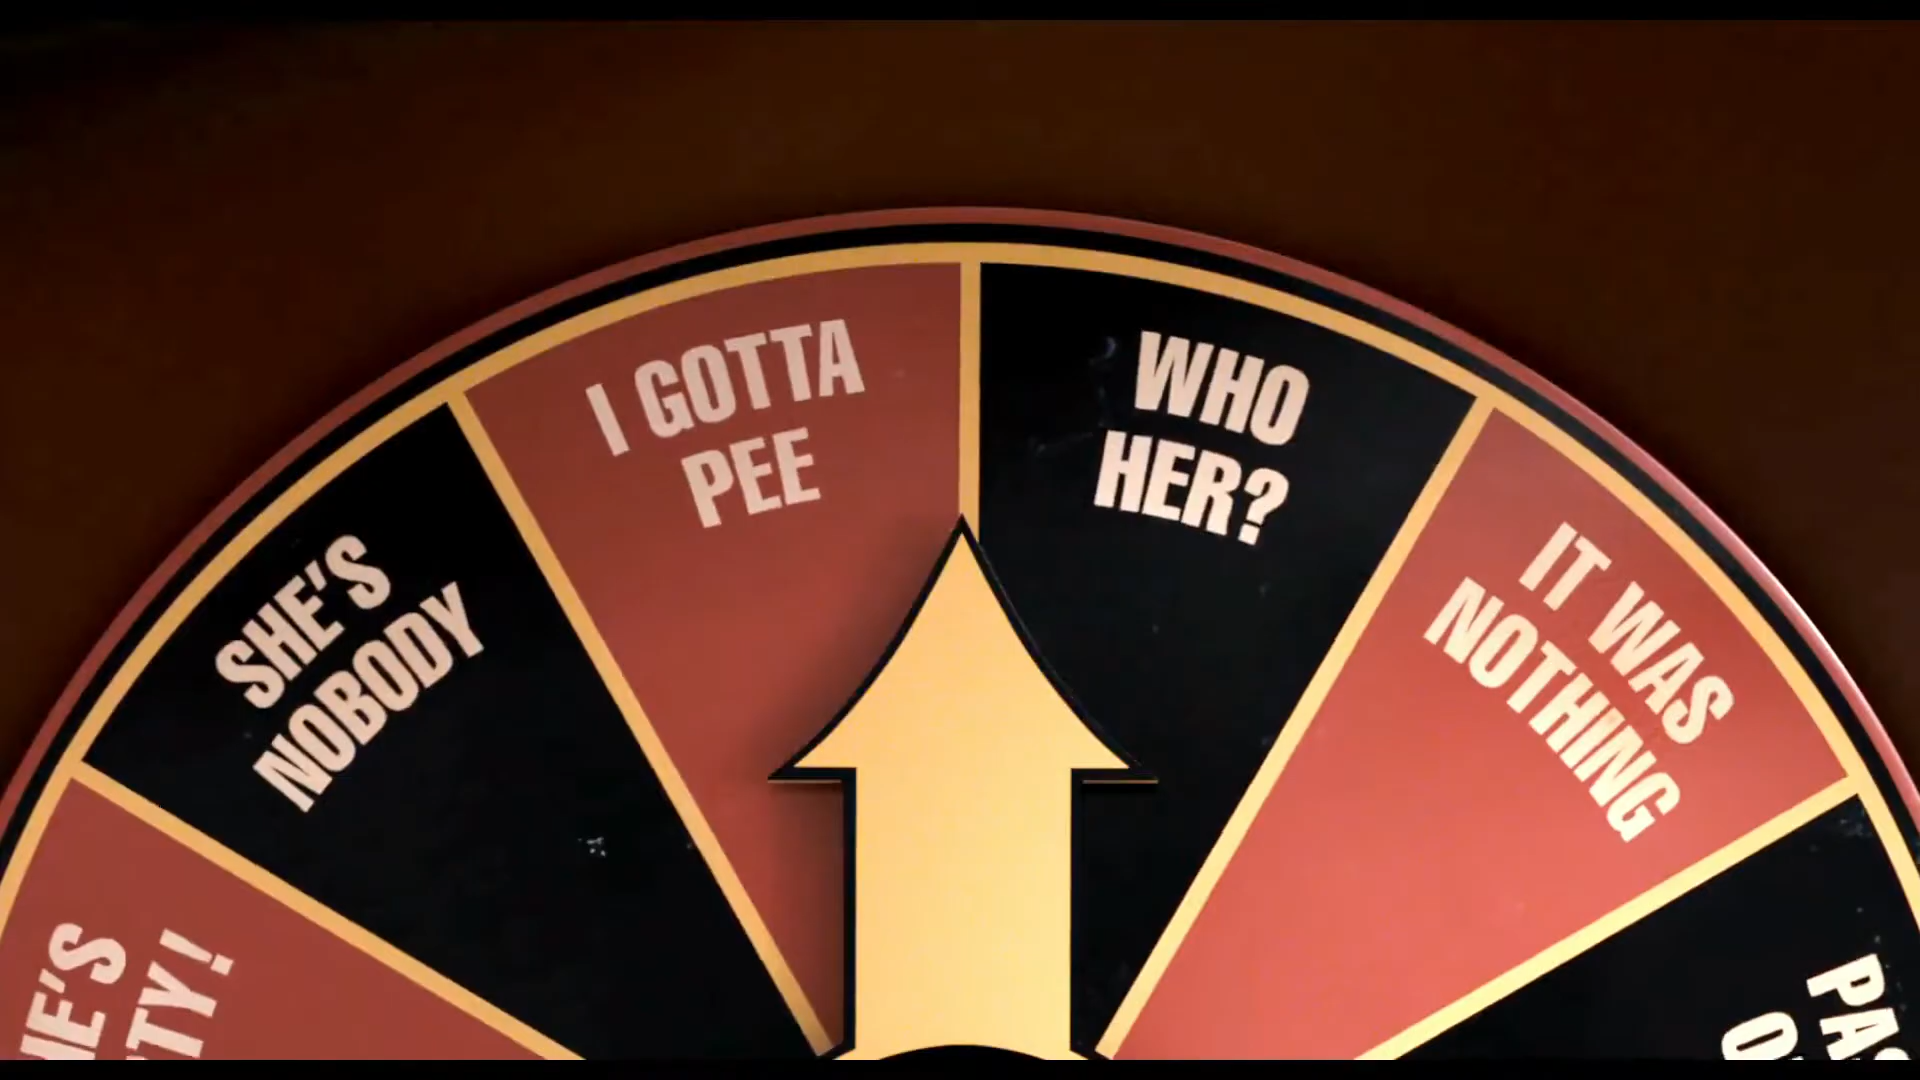 SHE'S
NOBODY
I GOTTA
PEE
WHO
HER?
IT WAS
NOTHING